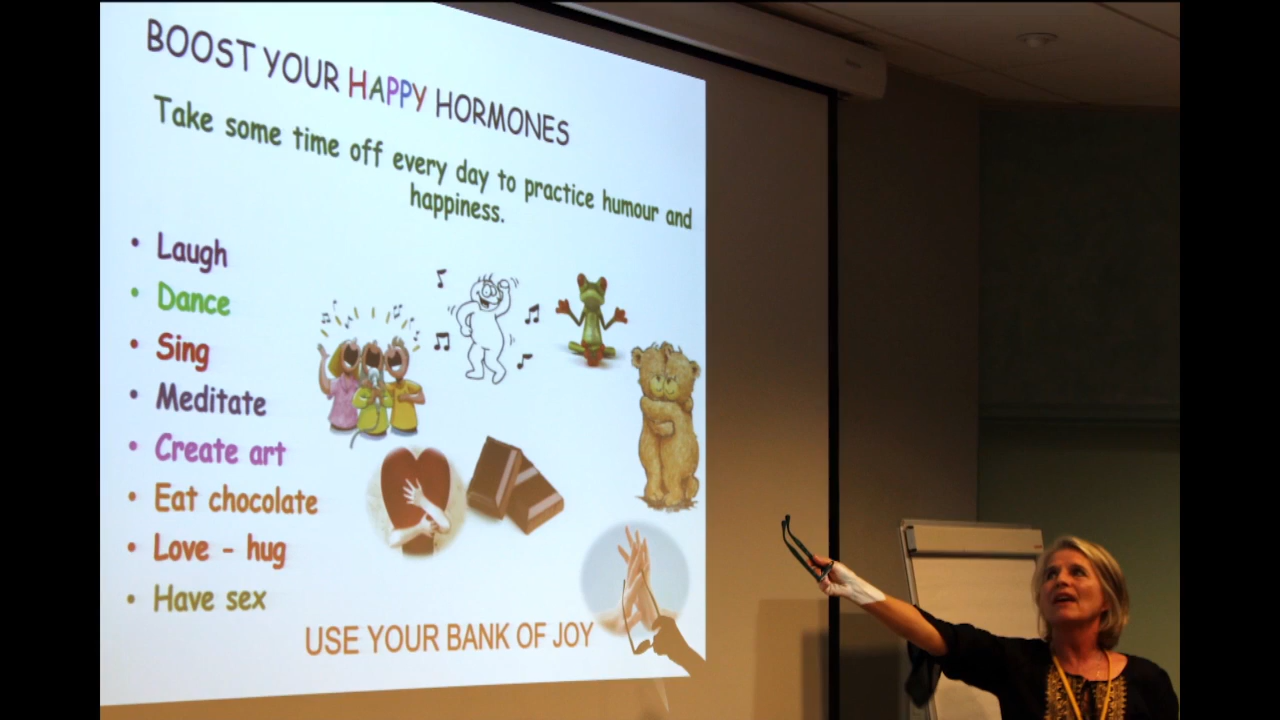 BOOST YOUR HAPPY HORMONES
Take some time off every day to practice humour and
happiness.
• Laugh
• Dance
• Sing
• Meditate
• Create art
• Eat chocolate
• Love - hug
• Have sex
USE YOUR BANK OF JOY